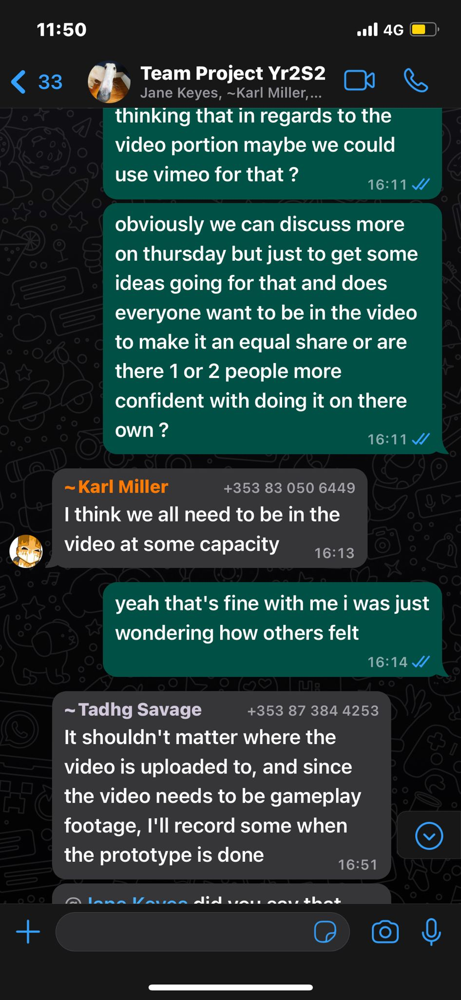 11:50
4G
33
Team Project Yr2S2
Jane Keyes, ~Karl Miller,...
thinking that in regards to the
video portion maybe we could
use vimeo for that ?
16:11
obviously we can discuss more
on thursday but just to get some
ideas going for that and does
everyone want to be in the video
to make it an equal share or are
there 1 or 2 people more
confident with doing it on there
own ?
16:11
~Karl Miller +353 83 050 6449
I think we all need to be in the
video at some capacity
16:13
yeah that's fine with me i was just
wondering how others felt
16:14
~Tadhg Savage +353 87 384 4253
It shouldn't matter where the
video is uploaded to, and since
the video needs to be gameplay
footage, I'll record some when
the prototype is done
16:51
@Jane Keyes did you say that